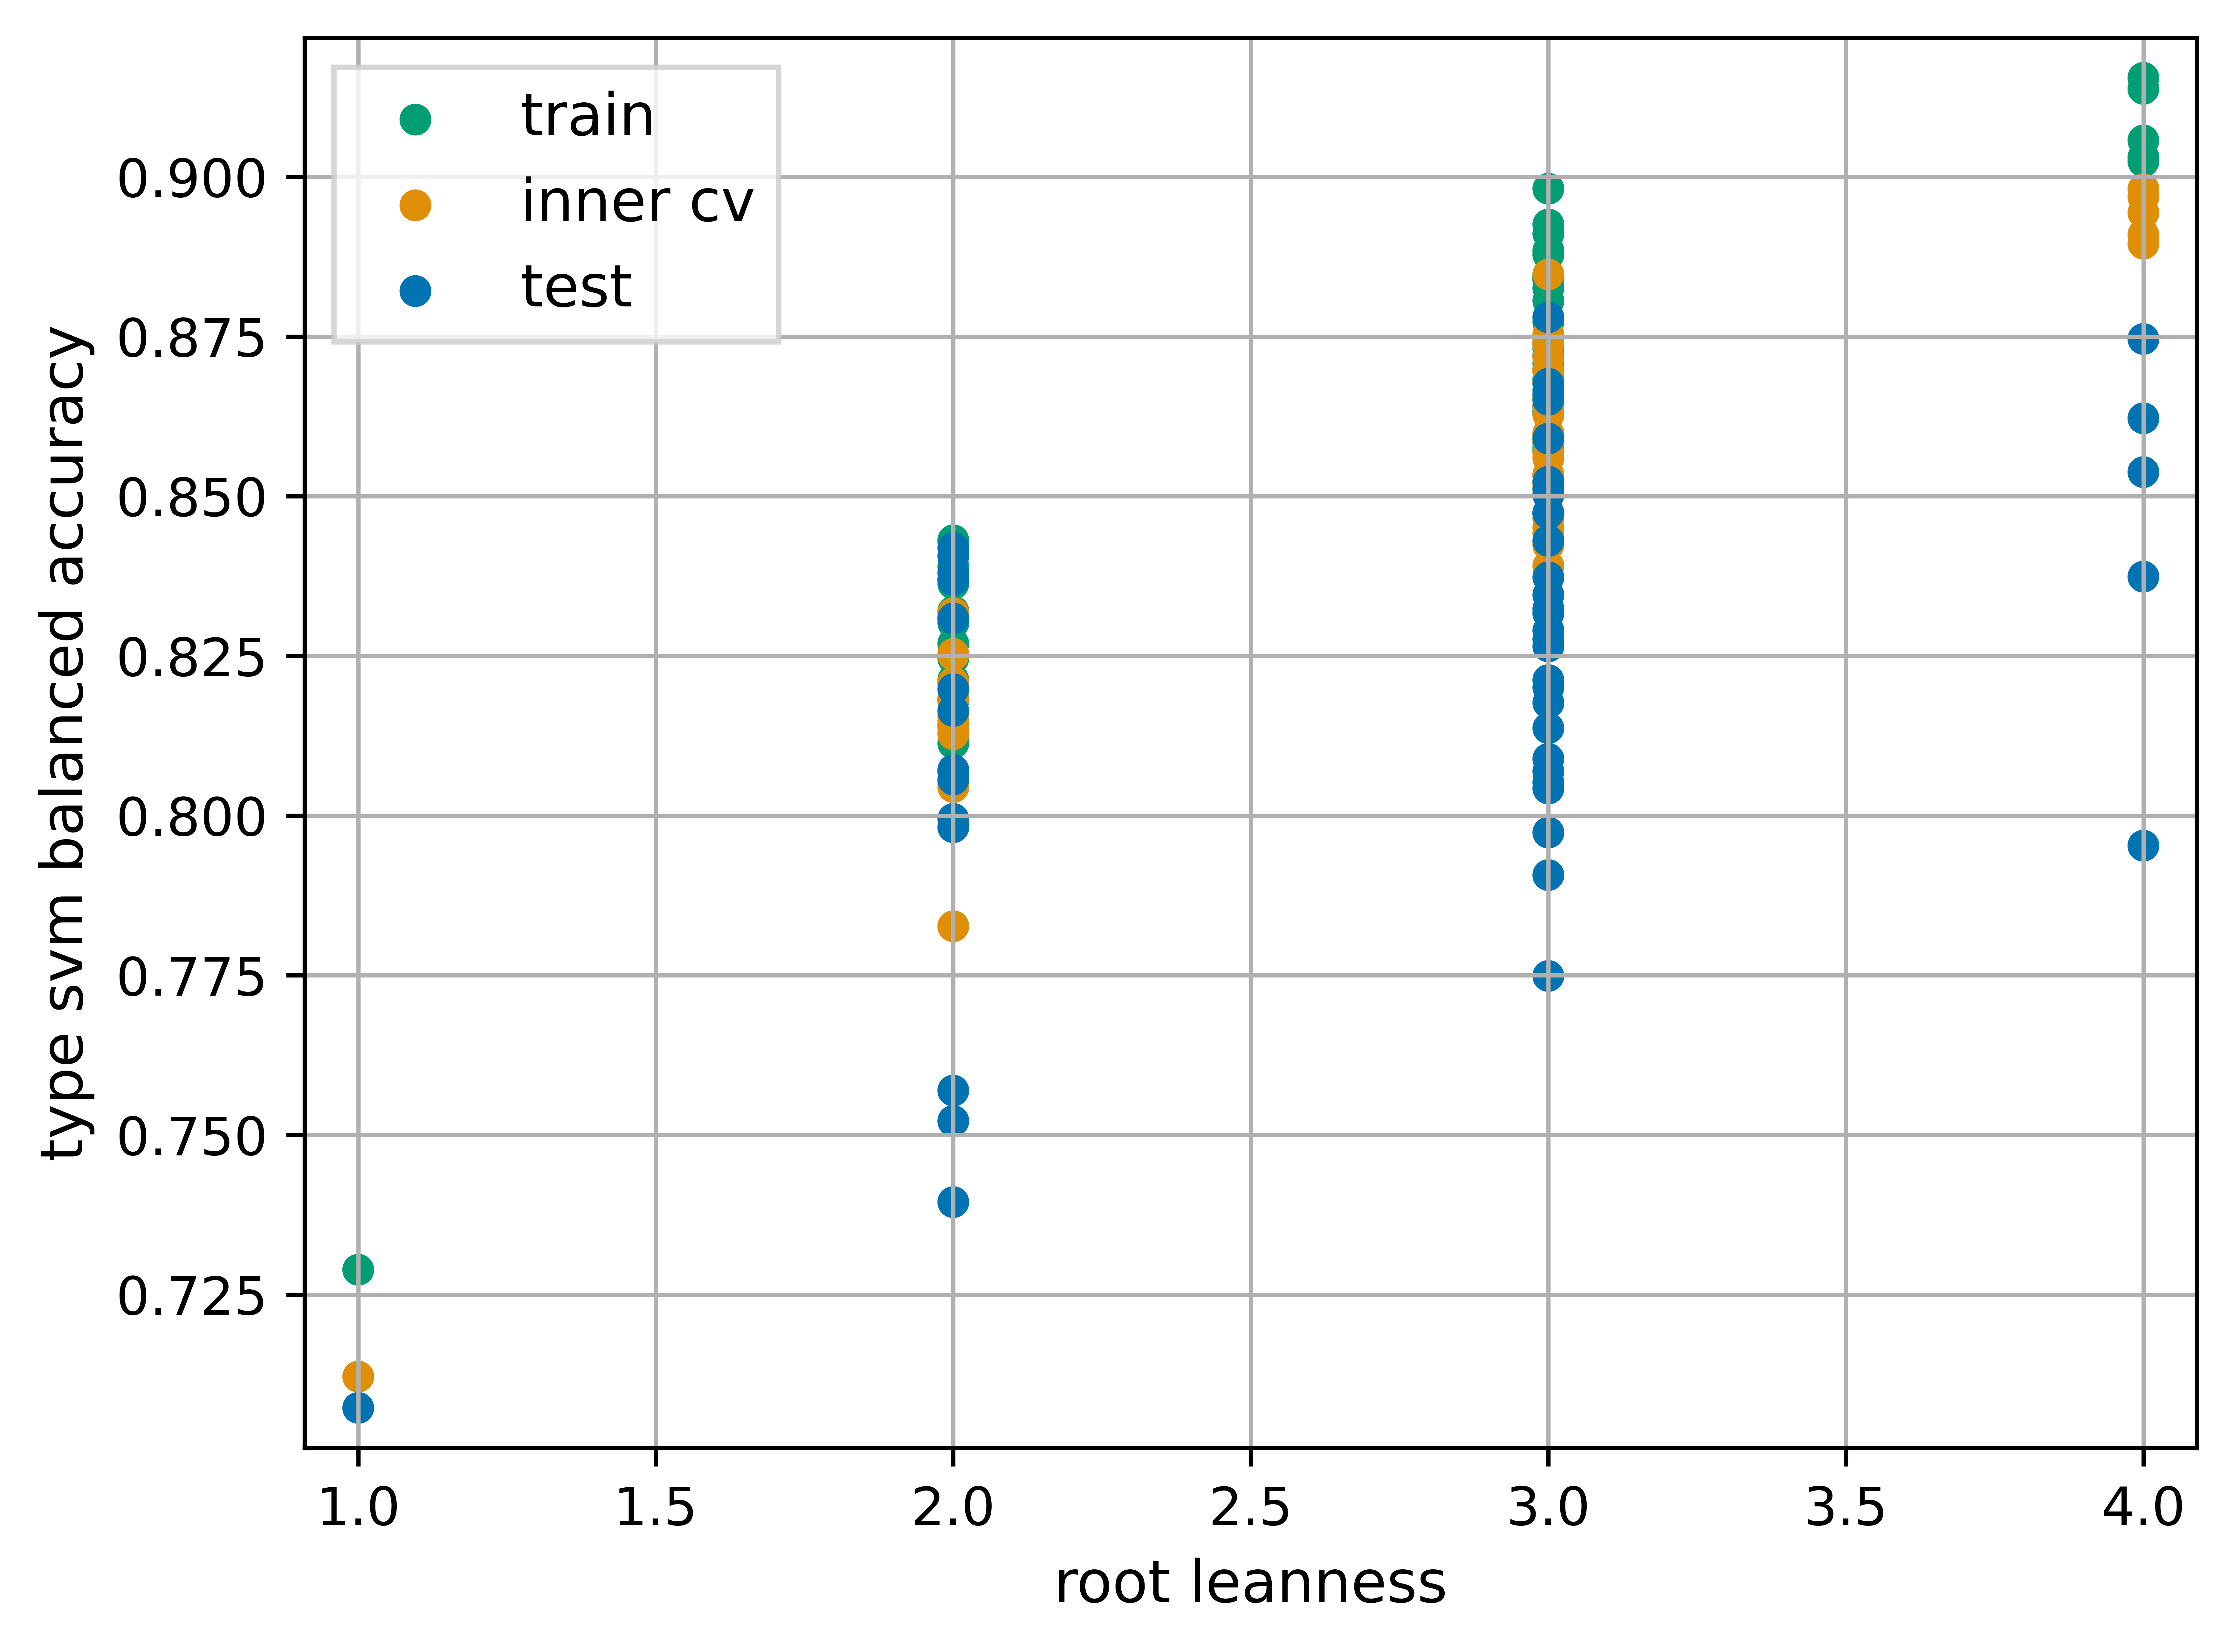 train
inner cv
test
0.900
0.875
0.850
0.825
0.800
0.775
0.750
0.725
type svm balanced accuracy
1.0 1.5 2.0 2.5 3.0 3.5 4.0
root leanness